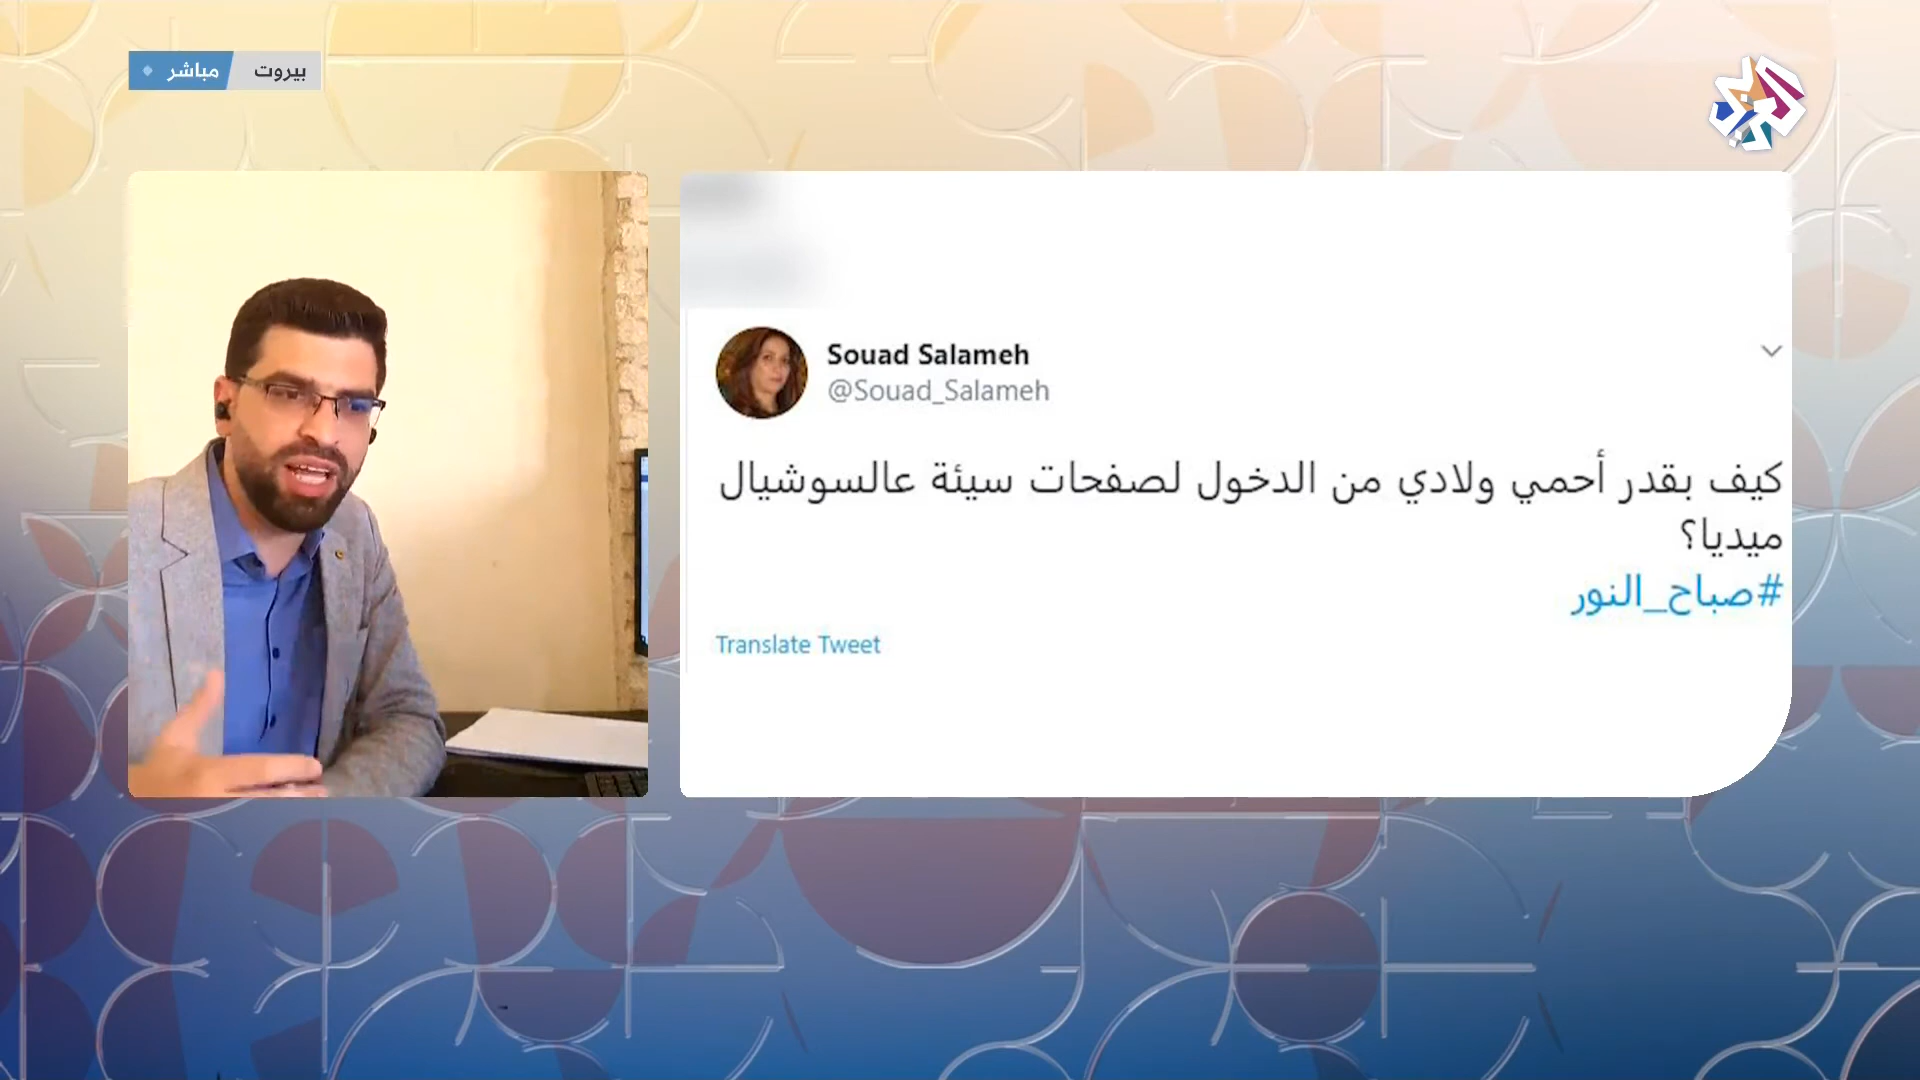 بيروت مباشر
Souad Salameh
@Souad_Salameh
كيف بقدر أحمي ولادي من الدخول لصفحات سيئة عالسوشيال
ميديا؟
#صباح_النور
Translate Tweet